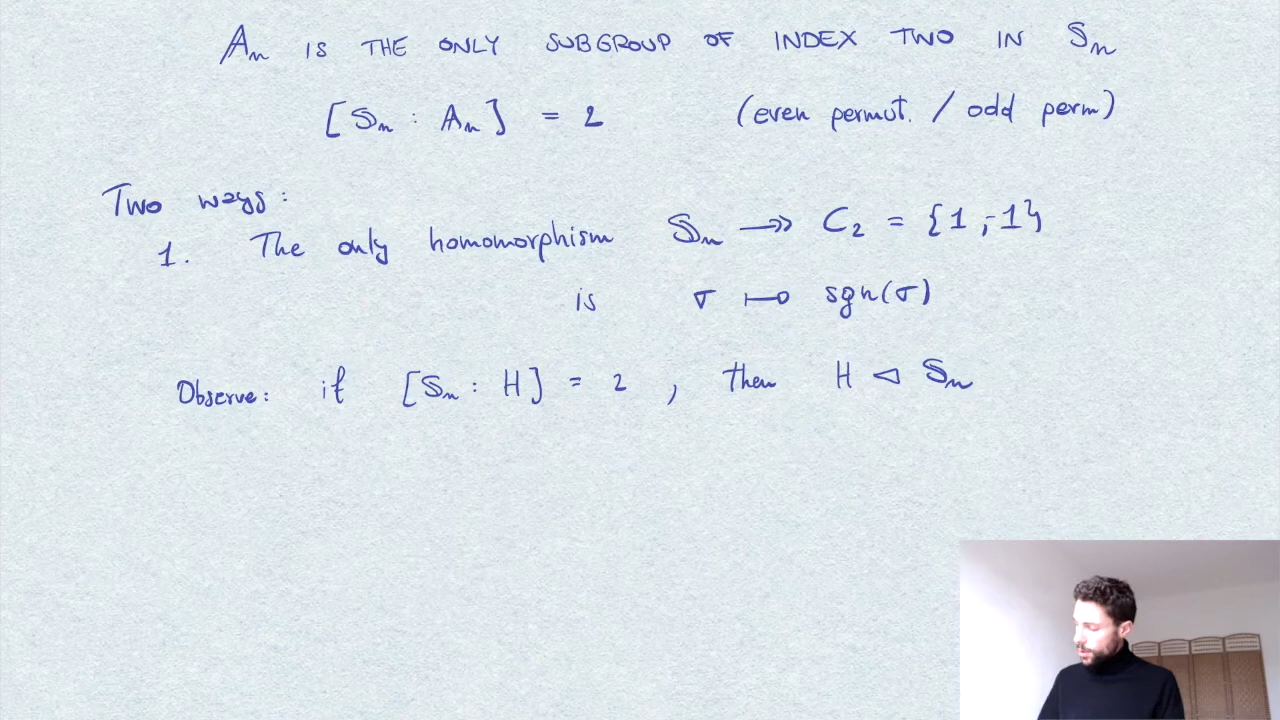 Aₙ IS THE ONLY SUBGROUP OF INDEX TWO IN 𝕊ₙ
[𝕊ₙ : Aₙ] = 2 (even permut. / odd perm)
Two ways:
1. The only homomorphism 𝕊ₙ ↠ C₂ = {1, -1}
is σ ↦ sgn(σ)
Observe: if [𝕊ₙ : H] = 2, then H ◁ 𝕊ₙ